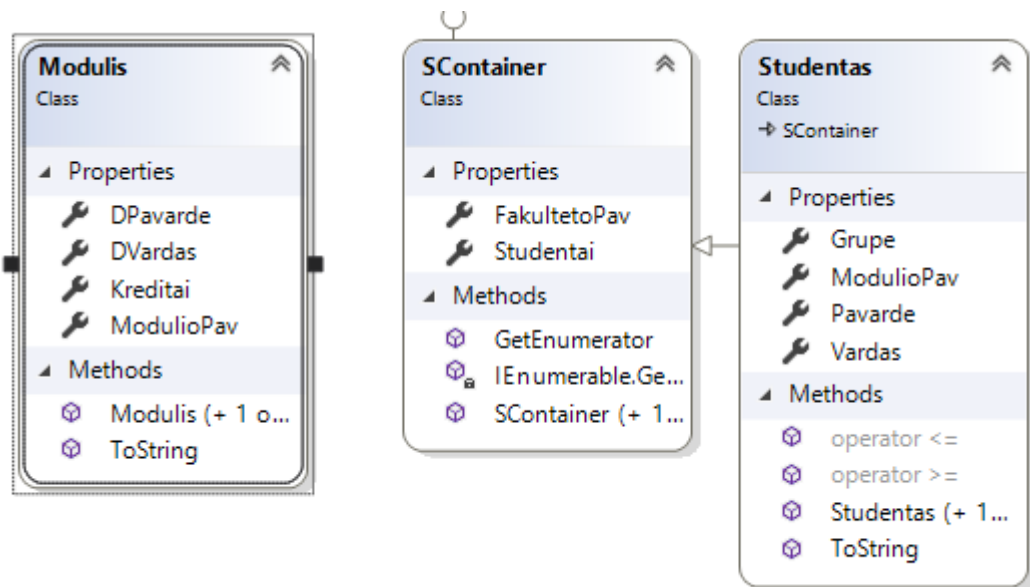 Modulis
Class
Properties
DPavarde
DVardas
Kreditai
ModulioPav
Methods
Modulis (+ 1 o...
ToString
SContainer
Class
Properties
FakultetoPav
Studentai
Methods
GetEnumerator
IEnumerable.Ge...
SContainer (+ 1...
Studentas
Class
SContainer
Properties
Grupe
ModulioPav
Pavarde
Vardas
Methods
operator <=
operator >=
Studentas (+ 1...
ToString